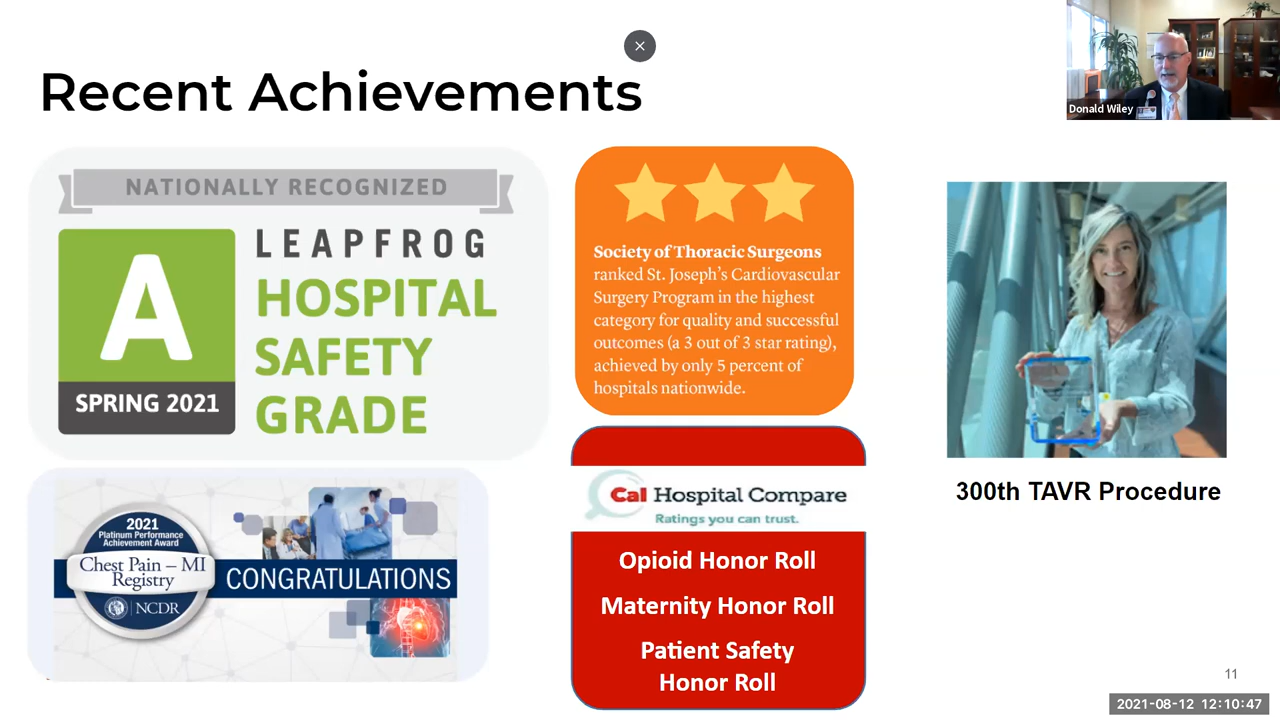 Recent Achievements
Donald Wiley
NATIONALLY RECOGNIZED
A
SPRING 2021
LEAPFROG
HOSPITAL
SAFETY
GRADE
Society of Thoracic Surgeons
ranked St. Joseph's Cardiovascular
Surgery Program in the highest
category for quality and successful
outcomes (a 3 out of 3 star rating),
achieved by only 5 percent of
hospitals nationwide.
300th TAVR Procedure
2021
Platinum Performance
Achievement Award
Chest Pain – MI
Registry
NCDR
CONGRATULATIONS
Cal Hospital Compare
Ratings you can trust.
Opioid Honor Roll
Maternity Honor Roll
Patient Safety
Honor Roll
11
2021-08-12 12:10:47